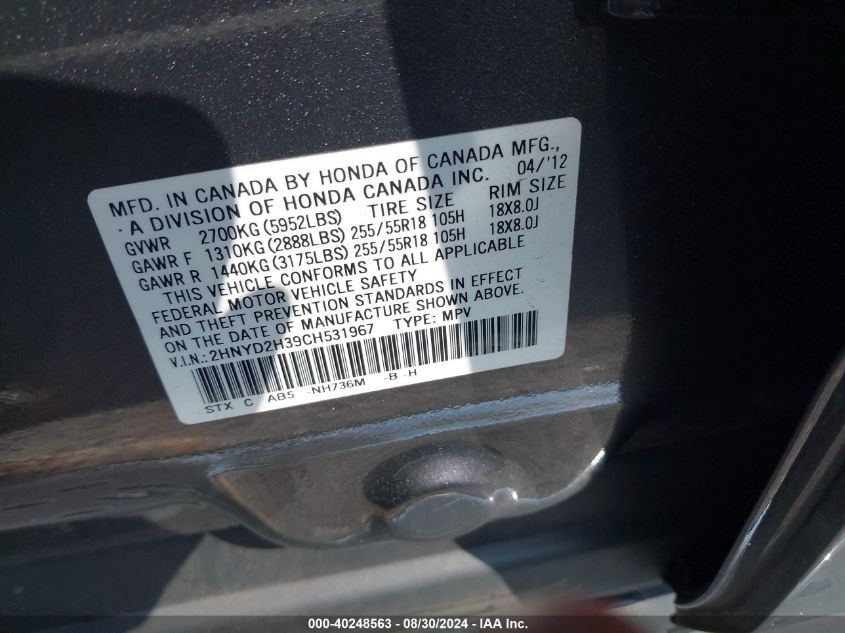 MFD. IN CANADA BY HONDA OF CANADA MFG.,
· A DIVISION OF HONDA CANADA INC. 04/'12
GVWR 2700KG (5952LBS) TIRE SIZE RIM SIZE
GAWR F 1310KG (2888LBS) 255/55R18 105H 18X8.0J
GAWR R 1440KG (3175LBS) 255/55R18 105H 18X8.0J
THIS VEHICLE CONFORMS TO ALL APPLICABLE
FEDERAL MOTOR VEHICLE SAFETY
AND THEFT PREVENTION STANDARDS IN EFFECT
ON THE DATE OF MANUFACTURE SHOWN ABOVE.
V.I.N.: 2HNYD2H39CH531967 TYPE: MPV
STX C AB5 -NH736M -B -H
000-40248563 - 08/30/2024 - IAA Inc.